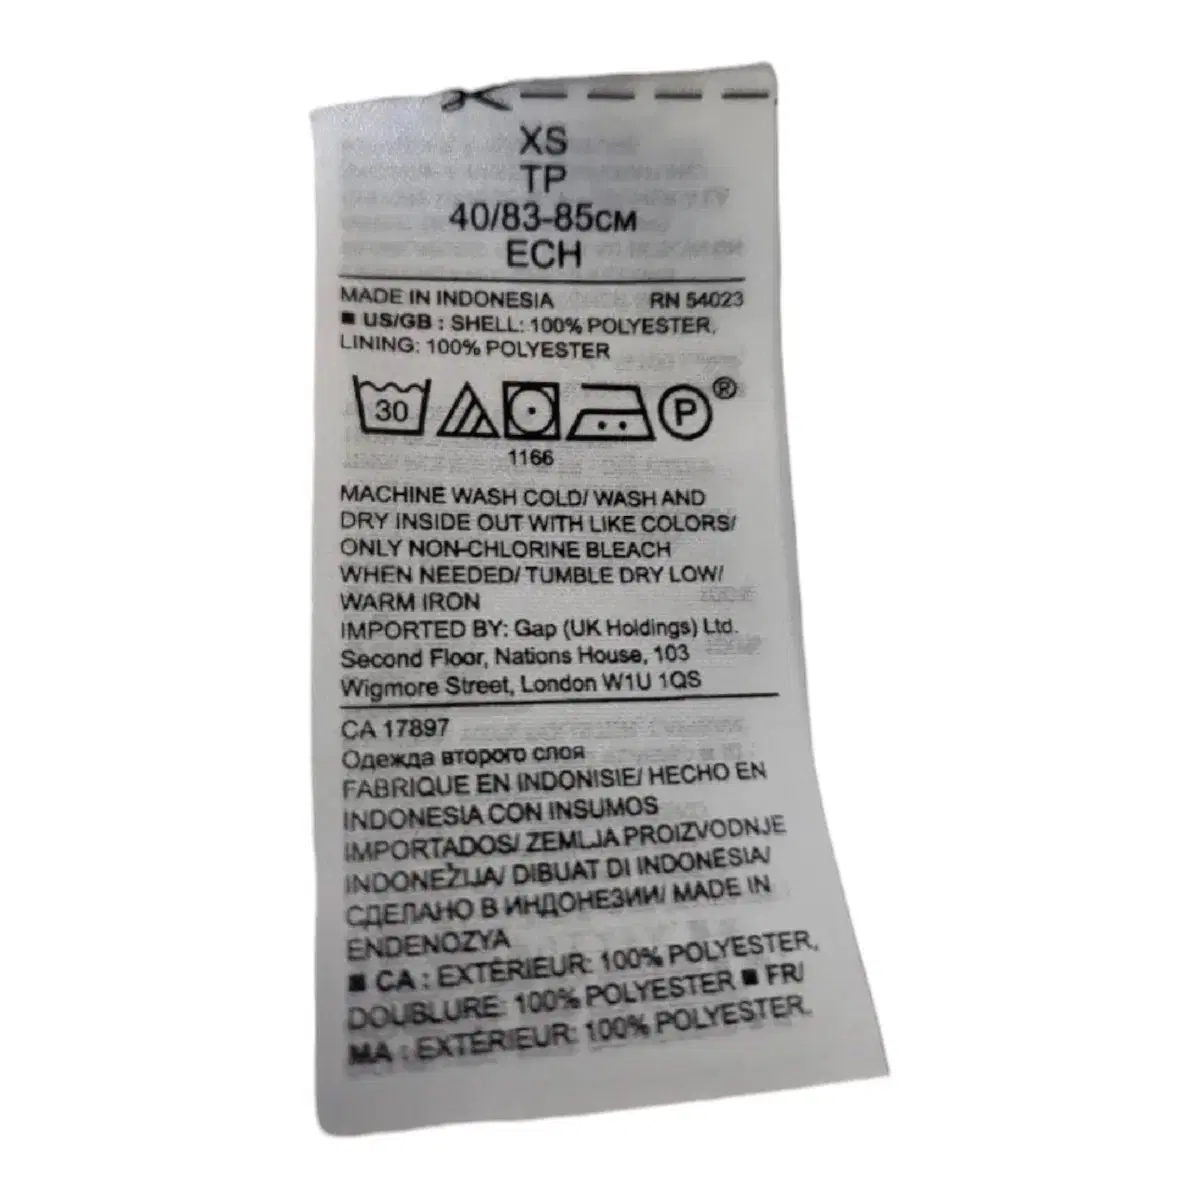 XS
TP
40/83-85CM
ECH
MADE IN INDONESIA RN 54023
■ US/GB : SHELL: 100% POLYESTER,
LINING: 100% POLYESTER
30 P ®
1166
MACHINE WASH COLD/ WASH AND
DRY INSIDE OUT WITH LIKE COLORS/
ONLY NON-CHLORINE BLEACH
WHEN NEEDED/ TUMBLE DRY LOW/
WARM IRON
IMPORTED BY: Gap (UK Holdings) Ltd.
Second Floor, Nations House, 103
Wigmore Street, London W1U 1QS
CA 17897
Одежда второго слоя
FABRIQUE EN INDONISIE/ HECHO EN
INDONESIA CON INSUMOS
IMPORTADOS/ ZEMLJA PROIZVODNJE
INDONEŽIJA/ DIBUAT DI INDONESIA/
СДЕЛАНО В ИНДОНЕЗИИ/ MADE IN
ENDENOZYA
■ CA : EXTÉRIEUR: 100% POLYESTER,
DOUBLURE: 100% POLYESTER ■ FR/
MA : EXTÉRIEUR: 100% POLYESTER,